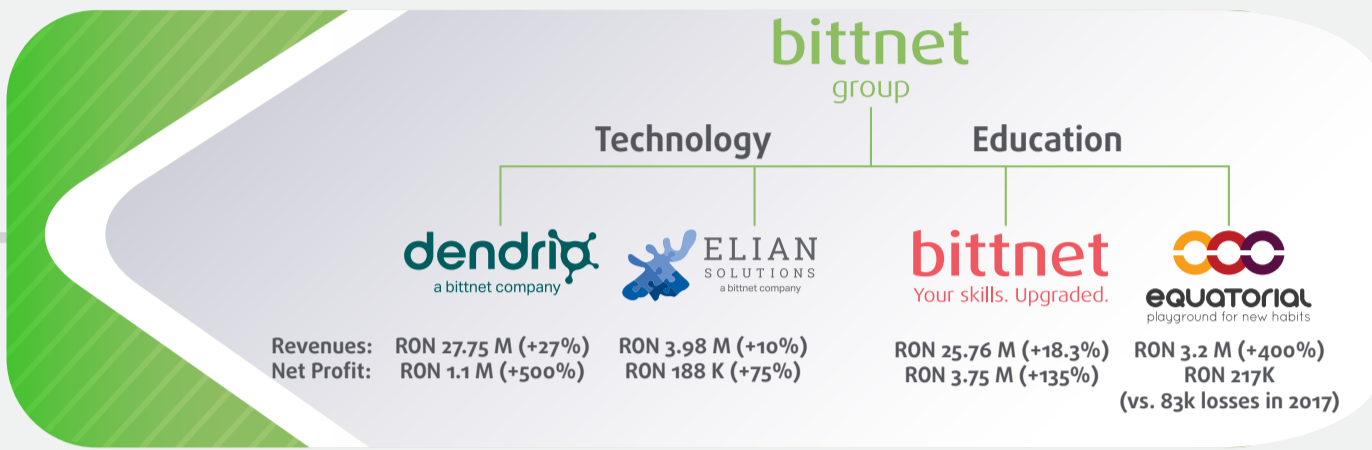 bittnet
group
Technology
Education
dendrio
a bittnet company
ELIAN
SOLUTIONS
a bittnet company
bittnet
Your skills. Upgraded.
EQUATORIAL
playground for new habits
Revenues: RON 27.75 M (+27%) RON 3.98 M (+10%) RON 25.76 M (+18.3%) RON 3.2 M (+400%)
Net Profit: RON 1.1 M (+500%) RON 188 K (+75%) RON 3.75 M (+135%) RON 217K
(vs. 83k losses in 2017)